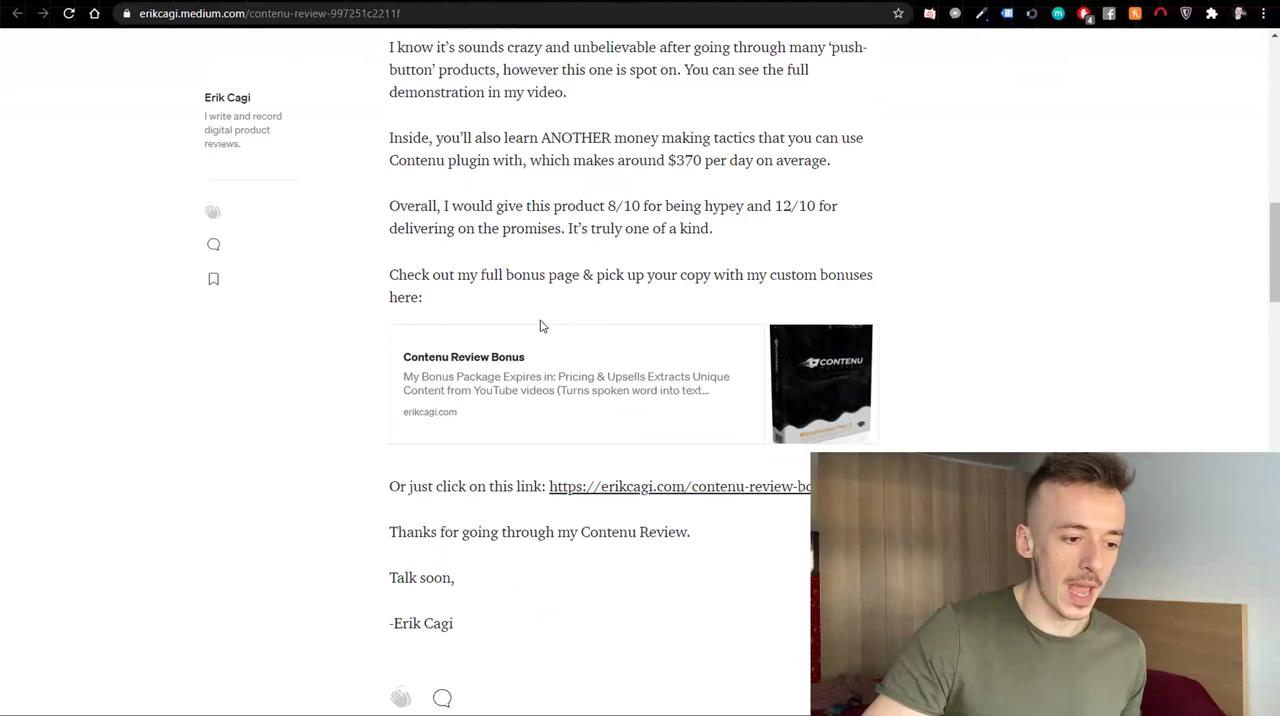 erikcagi.medium.com/contenu-review-997251c2211f
I know it’s sounds crazy and unbelievable after going through many ‘push-
button’ products, however this one is spot on. You can see the full
demonstration in my video.
Erik Cagi
I write and record
digital product
reviews.
Inside, you’ll also learn ANOTHER money making tactics that you can use
Contenu plugin with, which makes around $370 per day on average.
Overall, I would give this product 8/10 for being hypey and 12/10 for
delivering on the promises. It’s truly one of a kind.
Check out my full bonus page & pick up your copy with my custom bonuses
here:
Contenu Review Bonus
My Bonus Package Expires in: Pricing & Upsells Extracts Unique
Content from YouTube videos (Turns spoken word into text...
erikcagi.com
CONTENU
Or just click on this link: https://erikcagi.com/contenu-review-bo
Thanks for going through my Contenu Review.
Talk soon,
-Erik Cagi